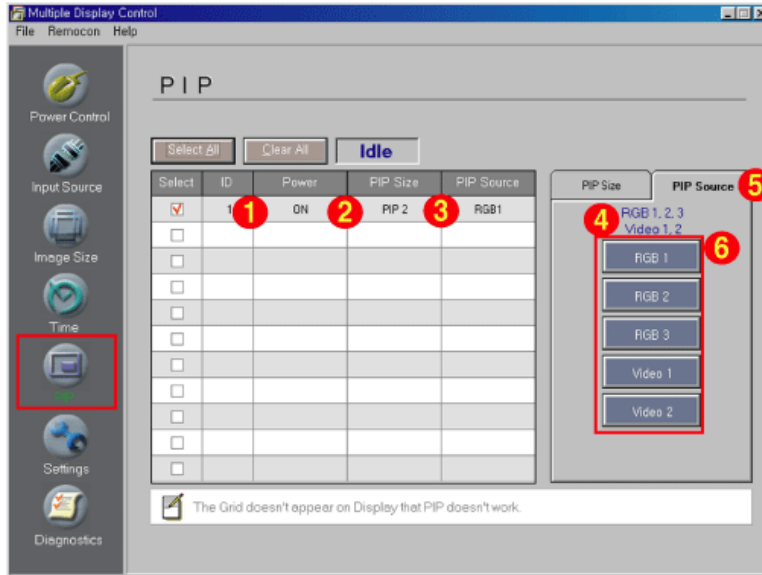 Multiple Display Control
File Remocon Help
Power Control
Input Source
Image Size
Time
PIP
Settings
Diagnostics
PIP
Select All Clear All Idle
Select ID Power PIP Size PIP Source
1 1 ON 2 PIP 2 3 RGB1
PIP Size PIP Source 5
4 RGB 1, 2, 3
Video 1, 2
6
RGB 1
RGB 2
RGB 3
Video 1
Video 2
The Grid doesn't appear on Display that PIP doesn't work.